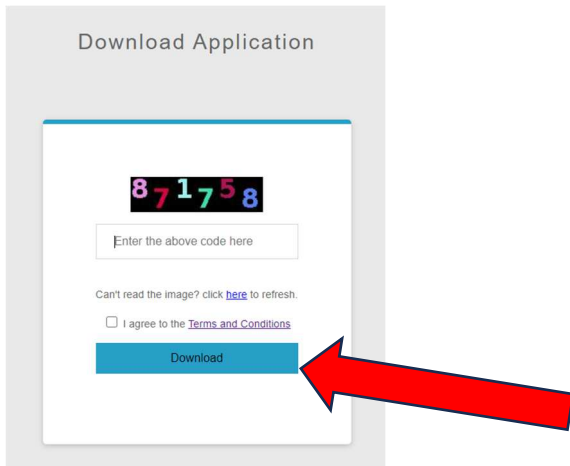 Download Application
871758
Enter the above code here
Can't read the image? click here to refresh.
I agree to the Terms and Conditions
Download